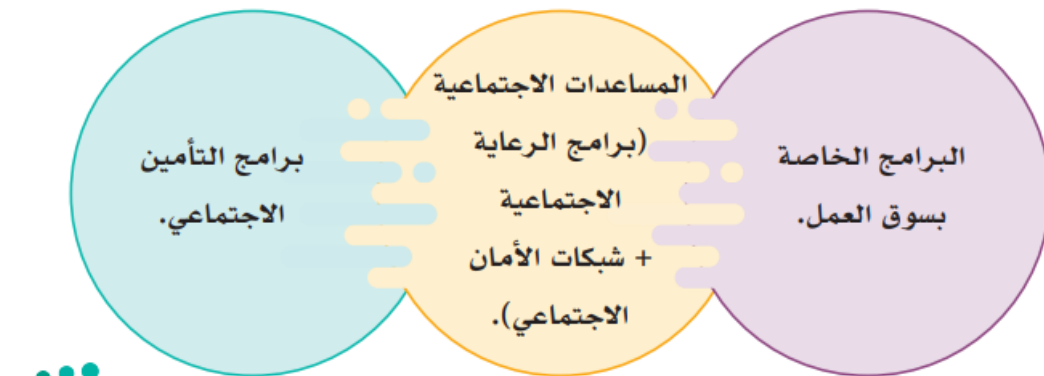 البرامج الخاصة
بسوق العمل.
المساعدات الاجتماعية
(برامج الرعاية
الاجتماعية
+ شبكات الأمان
الاجتماعي).
برامج التأمين
الاجتماعي.